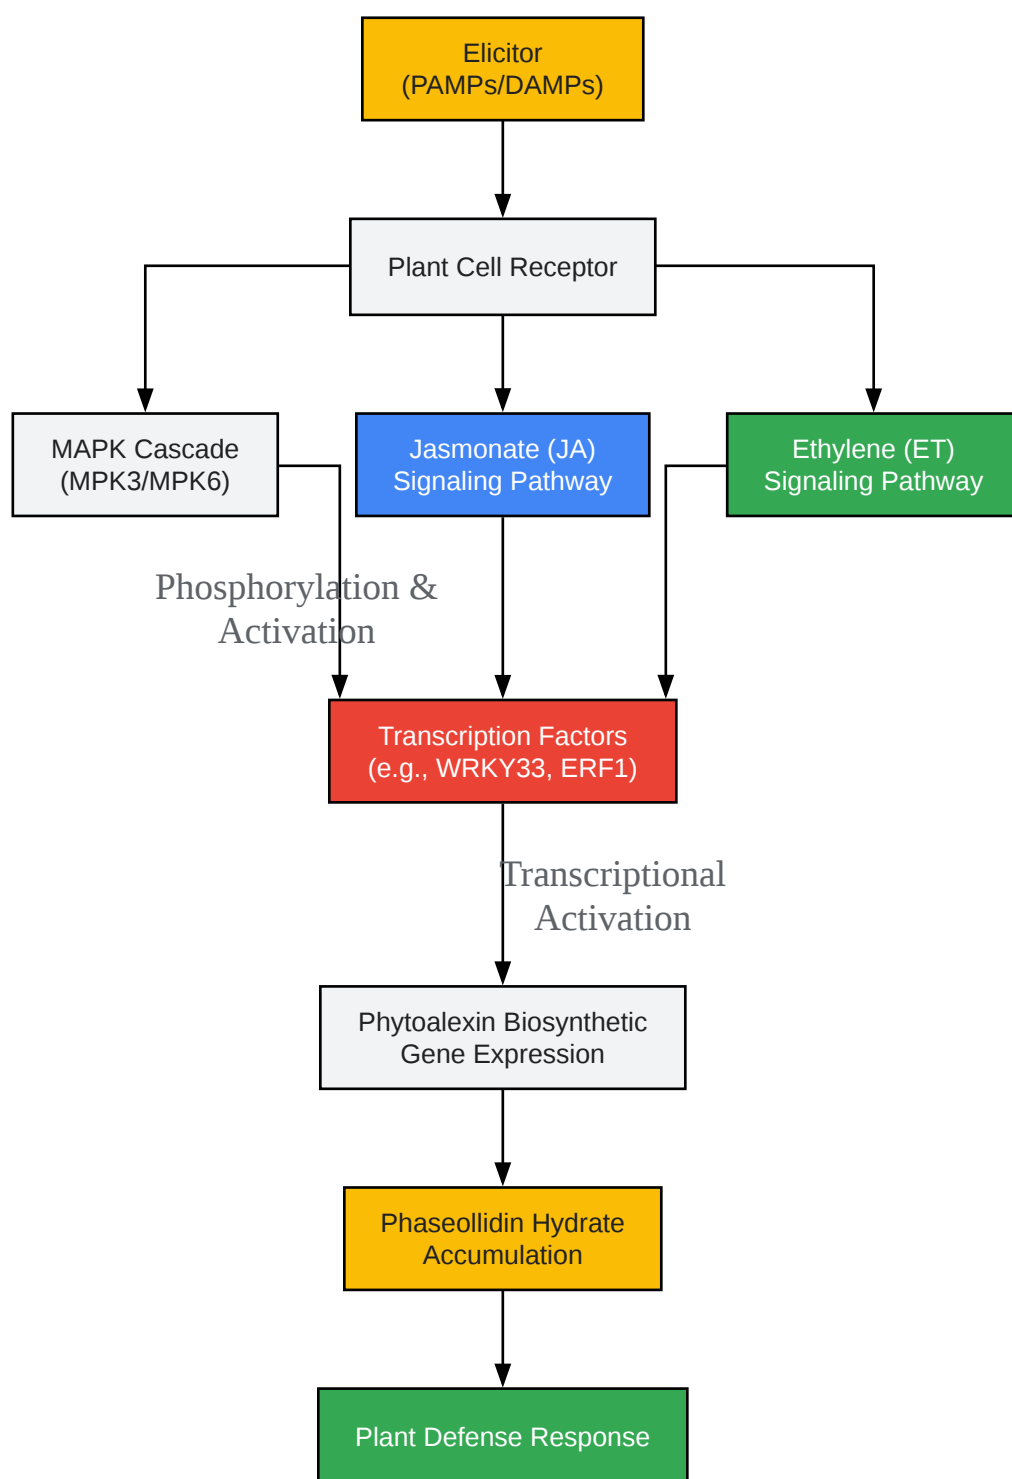 Elicitor
(PAMPs/DAMPs)
Plant Cell Receptor
MAPK Cascade
(MPK3/MPK6)
Jasmonate (JA)
Signaling Pathway
Ethylene (ET)
Signaling Pathway
Phosphorylation &
Activation
Transcription Factors
(e.g., WRKY33, ERF1)
Transcriptional
Activation
Phytoalexin Biosynthetic
Gene Expression
Phaseollidin Hydrate
Accumulation
Plant Defense Response